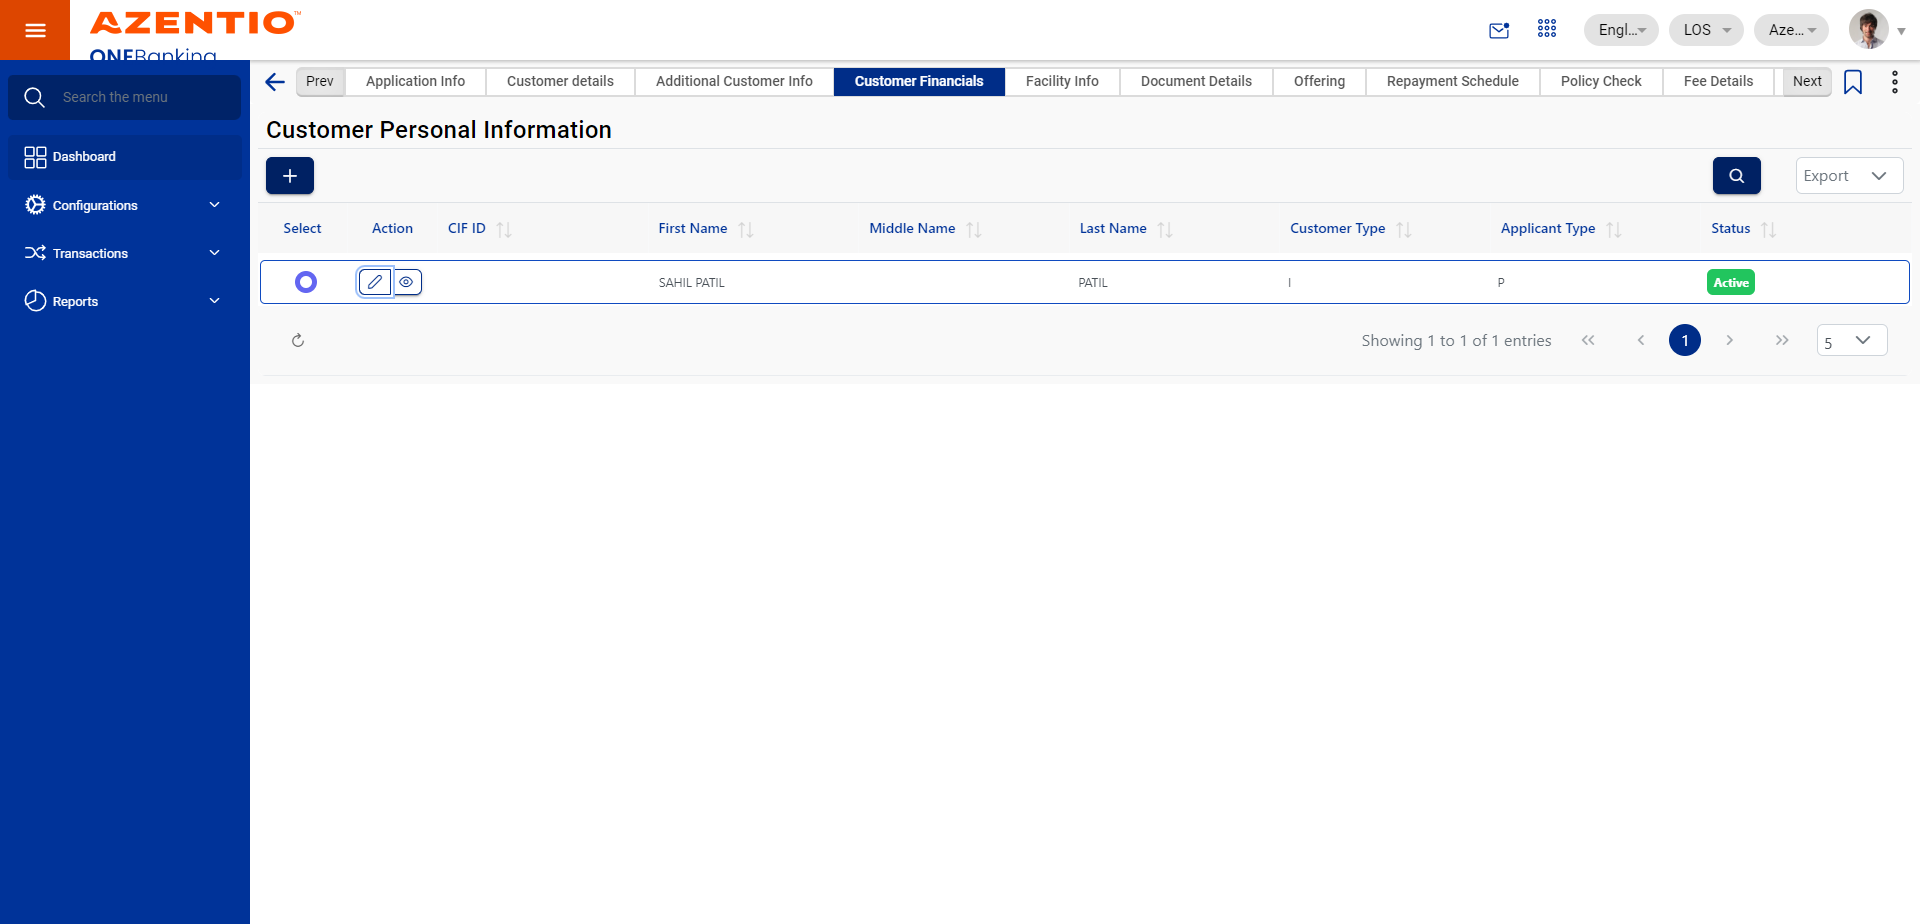 AZENTIO™
ONEBanking
Engl...
LOS
Aze...
Search the menu
Dashboard
Configurations
Transactions
Reports
Prev
Application Info
Customer details
Additional Customer Info
Customer Financials
Facility Info
Document Details
Offering
Repayment Schedule
Policy Check
Fee Details
Next
Customer Personal Information
+
Export
Select
Action
CIF ID
First Name
Middle Name
Last Name
Customer Type
Applicant Type
Status
SAHIL PATIL
PATIL
I
P
Active
Showing 1 to 1 of 1 entries
1
5